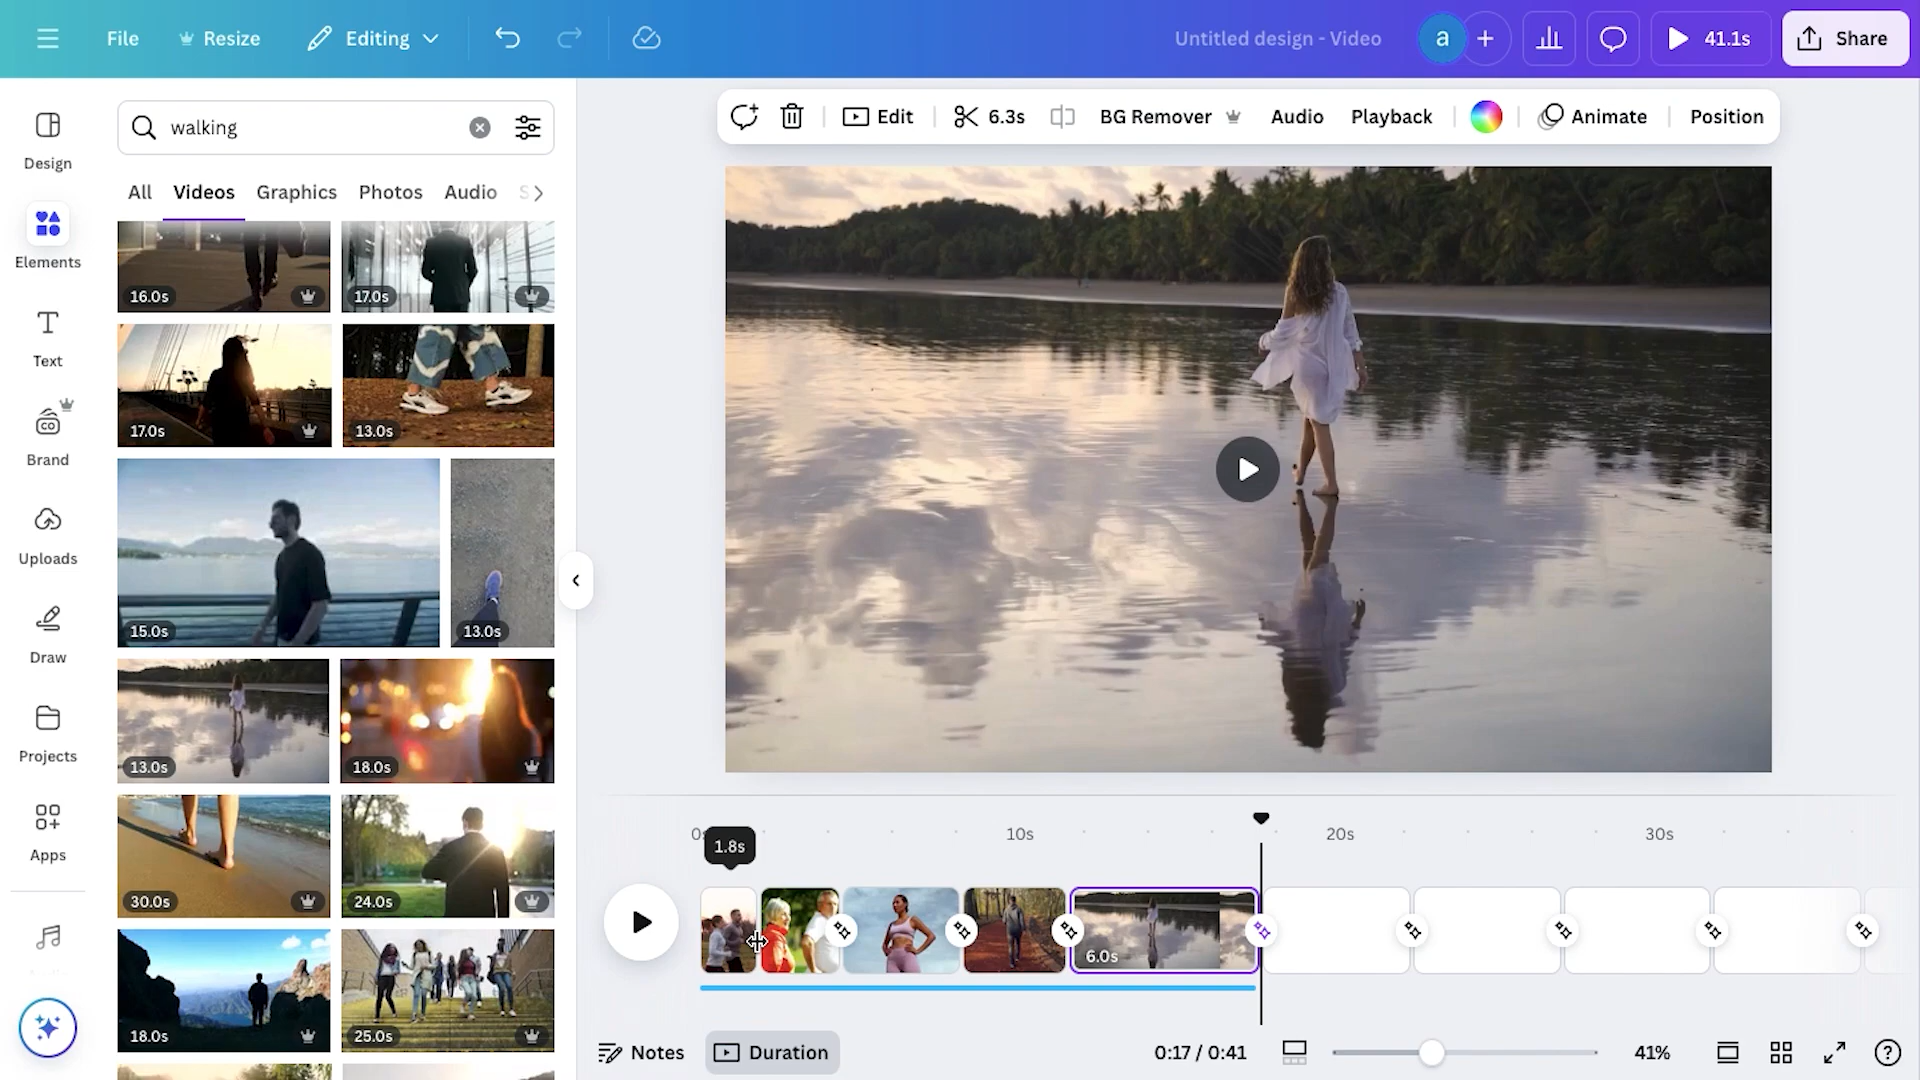 File
Resize
Editing
Untitled design - Video
a
41.1s
Share
walking
Edit
6.3s
BG Remover
Audio
Playback
Animate
Position
Design
Elements
Text
Brand
Uploads
Draw
Projects
Apps
All
Videos
Graphics
Photos
Audio
16.0s
17.0s
17.0s
13.0s
15.0s
13.0s
13.0s
18.0s
30.0s
24.0s
18.0s
25.0s
10s
20s
30s
1.8s
6.0s
Notes
Duration
0:17 / 0:41
41%